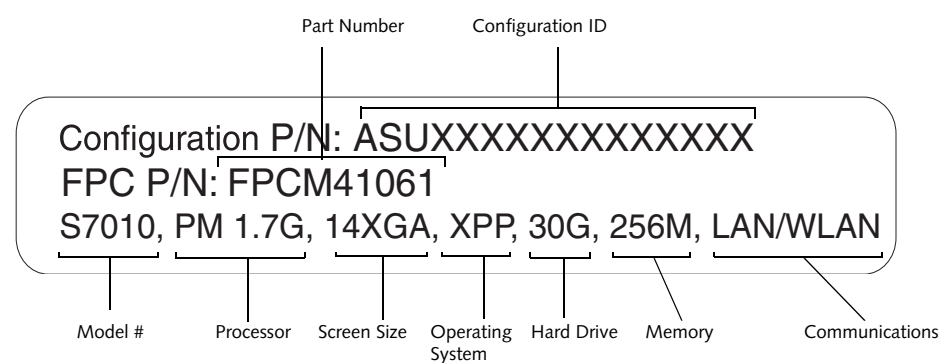 Part Number Configuration ID
Configuration P/N: ASUXXXXXXXXXXXXXX
FPC P/N: FPCM41061
S7010, PM 1.7G, 14XGA, XPP, 30G, 256M, LAN/WLAN
Model # Processor Screen Size Operating System Hard Drive Memory Communications